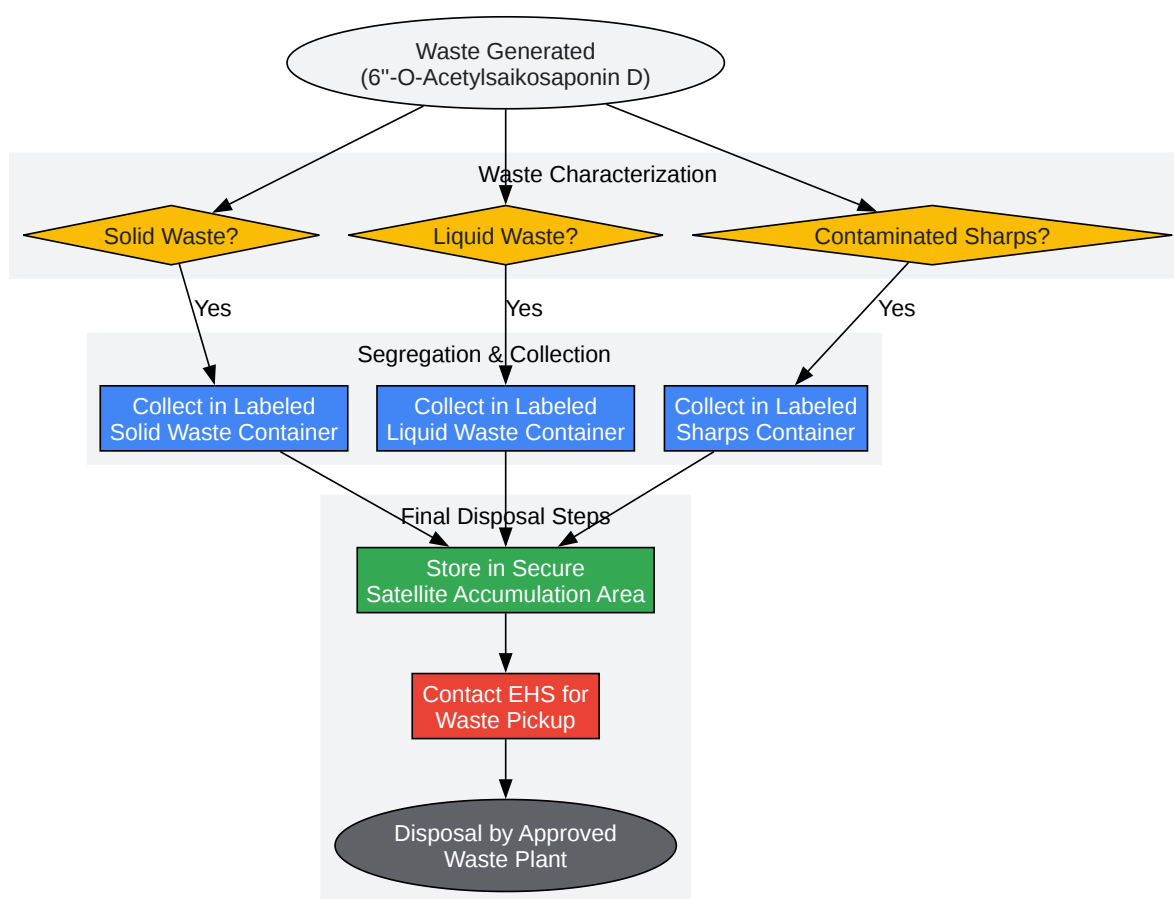 Waste Generated
(6''-O-Acetylsaikosaponin D)
Waste Characterization
Solid Waste?
Liquid Waste?
Contaminated Sharps?
Yes
Yes
Yes
Segregation & Collection
Collect in Labeled
Solid Waste Container
Collect in Labeled
Liquid Waste Container
Collect in Labeled
Sharps Container
Final Disposal Steps
Store in Secure
Satellite Accumulation Area
Contact EHS for
Waste Pickup
Disposal by Approved
Waste Plant